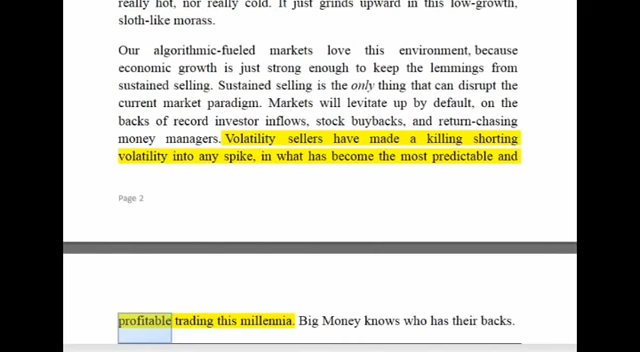 really hot, nor really cold. It just grinds upward in this low-growth,
sloth-like morass.
Our algorithmic-fueled markets love this environment, because
economic growth is just strong enough to keep the lemmings from
sustained selling. Sustained selling is the only thing that can disrupt the
current market paradigm. Markets will levitate up by default, on the
backs of record investor inflows, stock buybacks, and return-chasing
money managers. Volatility sellers have made a killing shorting
volatility into any spike, in what has become the most predictable and
Page 2
profitable trading this millennia. Big Money knows who has their backs.